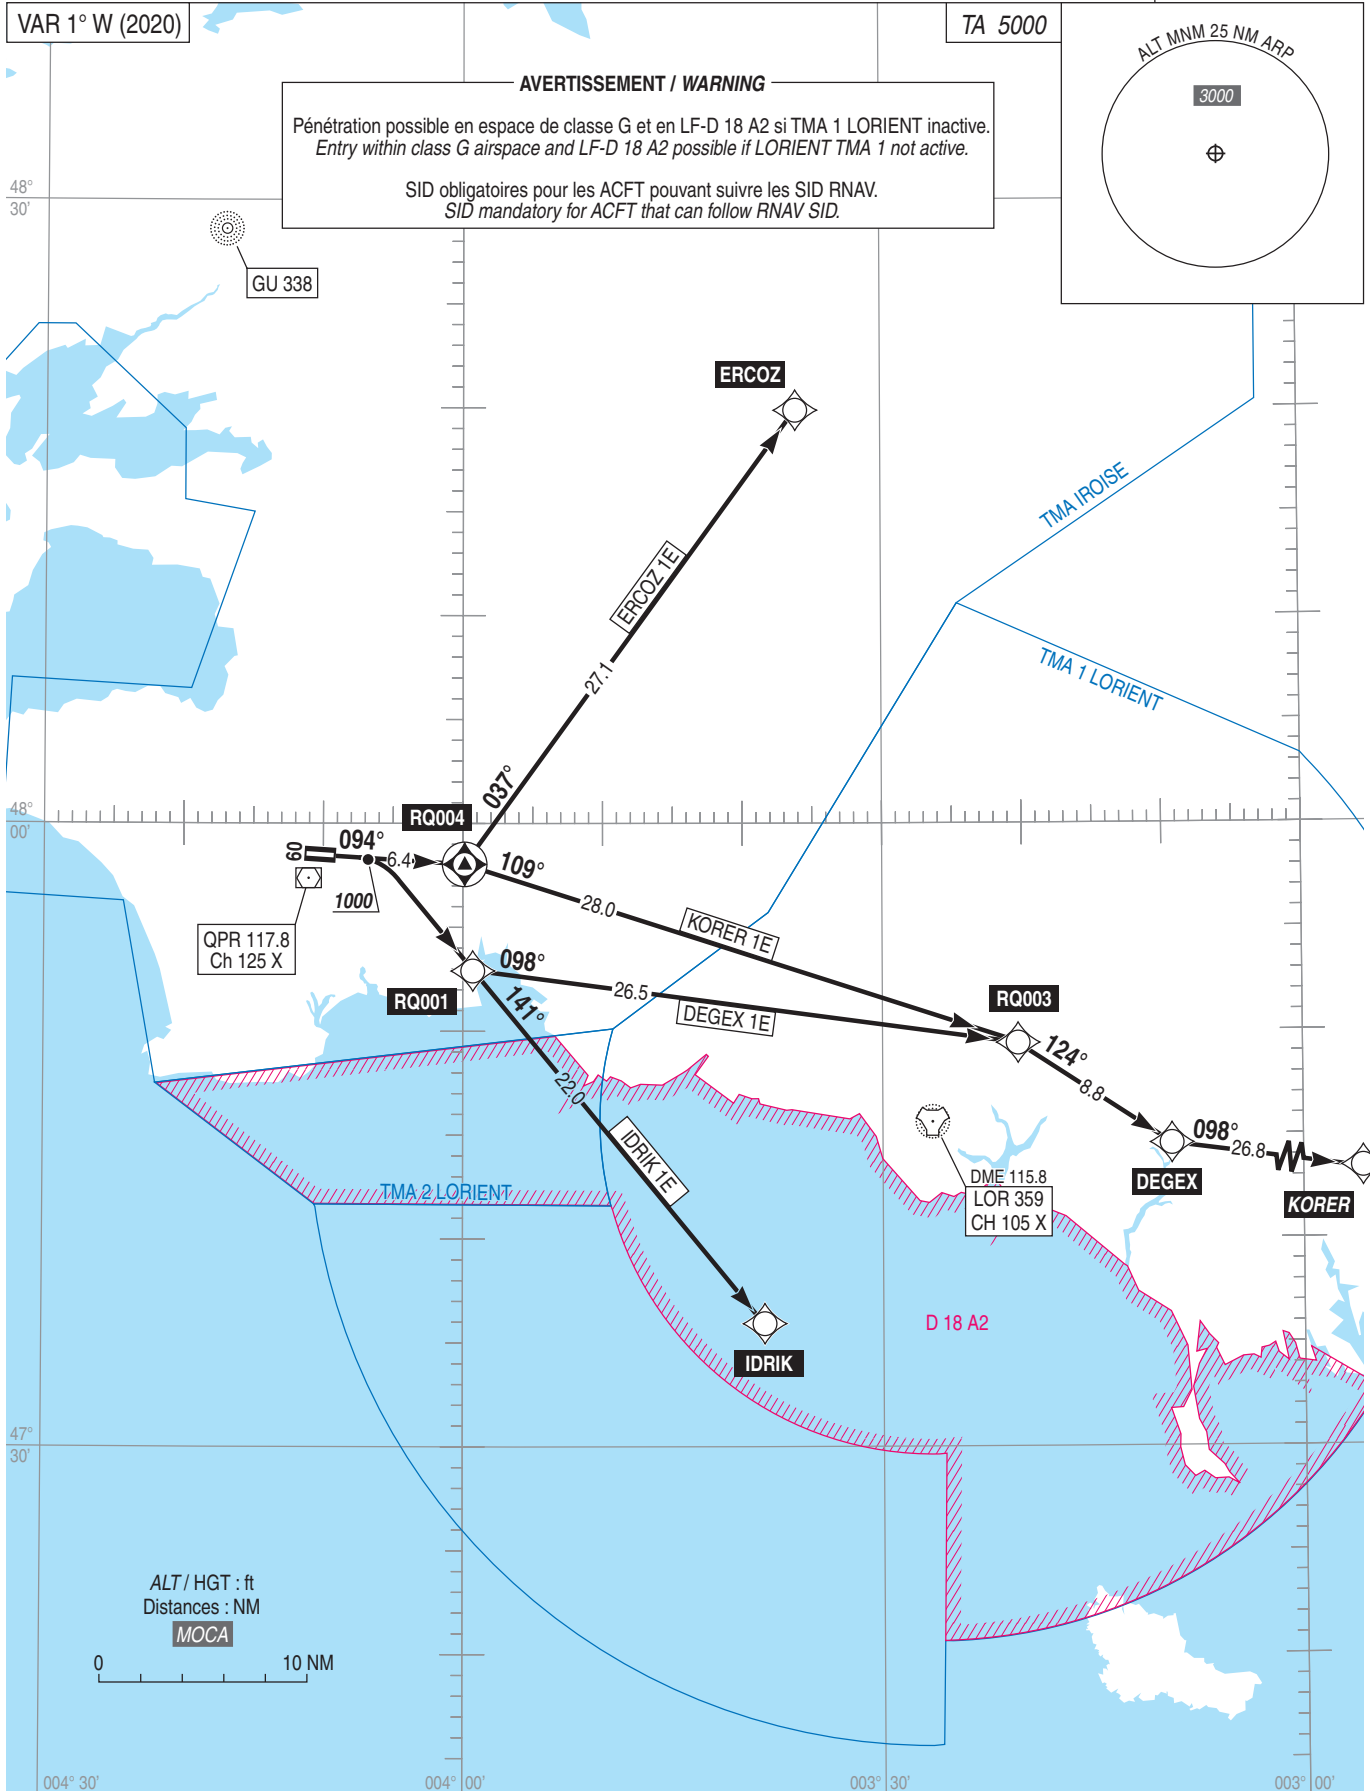 VAR 1° W (2020)
TA 5000
ALT MNM 25 NM ARP
3000
AVERTISSEMENT / WARNING
Pénétration possible en espace de classe G et en LF-D 18 A2 si TMA 1 LORIENT inactive.
Entry within class G airspace and LF-D 18 A2 possible if LORIENT TMA 1 not active.
SID obligatoires pour les ACFT pouvant suivre les SID RNAV.
SID mandatory for ACFT that can follow RNAV SID.
48°
30'
GU 338
ERCOZ
TMA IROISE
ERCOZ 1E
TMA 1 LORIENT
27.1
037°
48°
00'
RQ004
09
094°
6.4
109°
1000
28.0
KORER 1E
QPR 117.8
Ch 125 X
098°
RQ001
141°
26.5
DEGEX 1E
RQ003
124°
8.8
22.0
098°
26.8
IDRIK 1E
DME 115.8
LOR 359
CH 105 X
DEGEX
KORER
TMA 2 LORIENT
D 18 A2
IDRIK
47°
30'
ALT / HGT : ft
Distances : NM
MOCA
0
10 NM
004° 30'
004° 00'
003° 30'
003° 00'